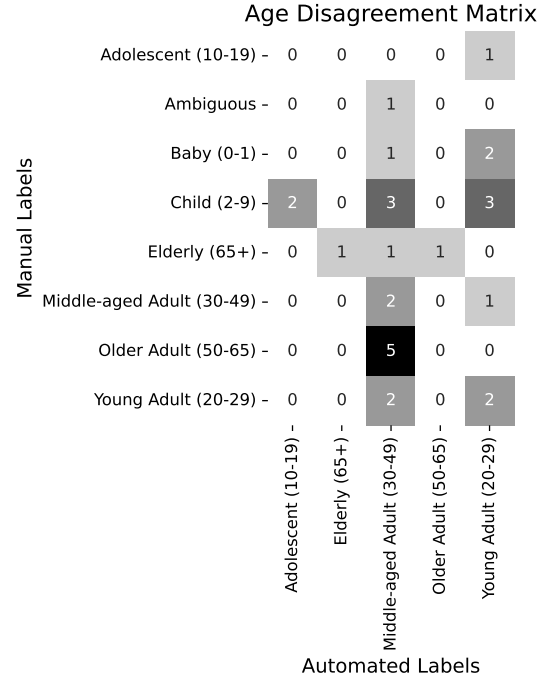 Age Disagreement Matrix
Adolescent (10-19) 0 0 0 0 1
Ambiguous 0 0 1 0 0
Baby (0-1) 0 0 1 0 2
Child (2-9) 2 0 3 0 3
Elderly (65+) 0 1 1 1 0
Middle-aged Adult (30-49) 0 0 2 0 1
Older Adult (50-65) 0 0 5 0 0
Young Adult (20-29) 0 0 2 0 2
Manual Labels
Adolescent (10-19)
Elderly (65+)
Middle-aged Adult (30-49)
Older Adult (50-65)
Young Adult (20-29)
Automated Labels